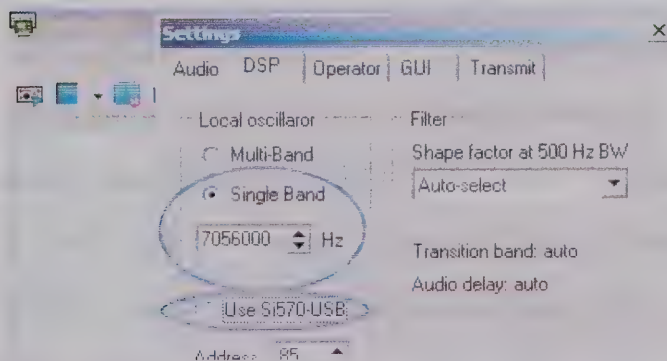 Settings
Audio DSP Operator GUI Transmit
Local oscillaror
Multi-Band
Single Band
7056000 Hz
Use Si570-USB
Address 85
Filter
Shape factor at 500 Hz BW
Auto-select
Transition band: auto
Audio delay: auto